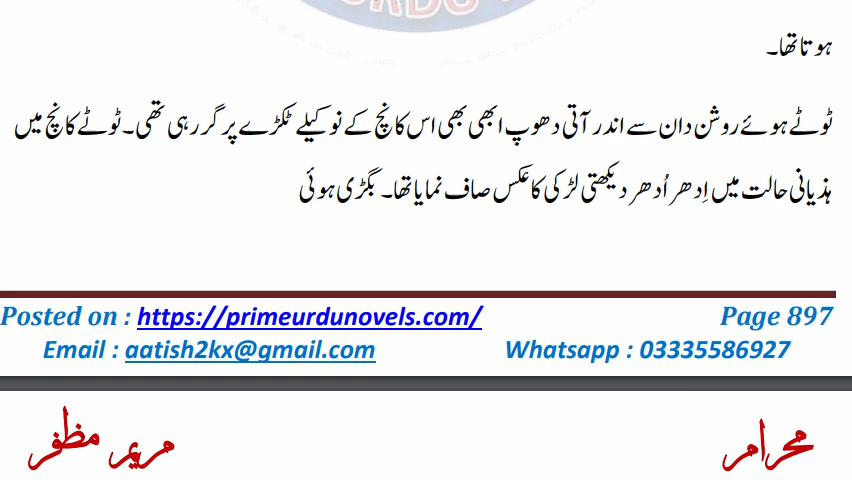 ہوتا تھا۔
ٹوٹے ہوئے روشن دان سے اندر آتی دھوپ ابھی بھی اس کانچ کے نوکیلے ٹکڑے پر گر رہی تھی۔ ٹوٹے کانچ میں
ہذیانی حالت میں اِدھر اُدھر دیکھتی لڑکی کا عکس صاف نمایا تھا۔ بگڑی ہوئی
Posted on : https://primeurdunovels.com/ Page 897
Email : aatish2kx@gmail.com Whatsapp : 03335586927
محرام مریم مظفر